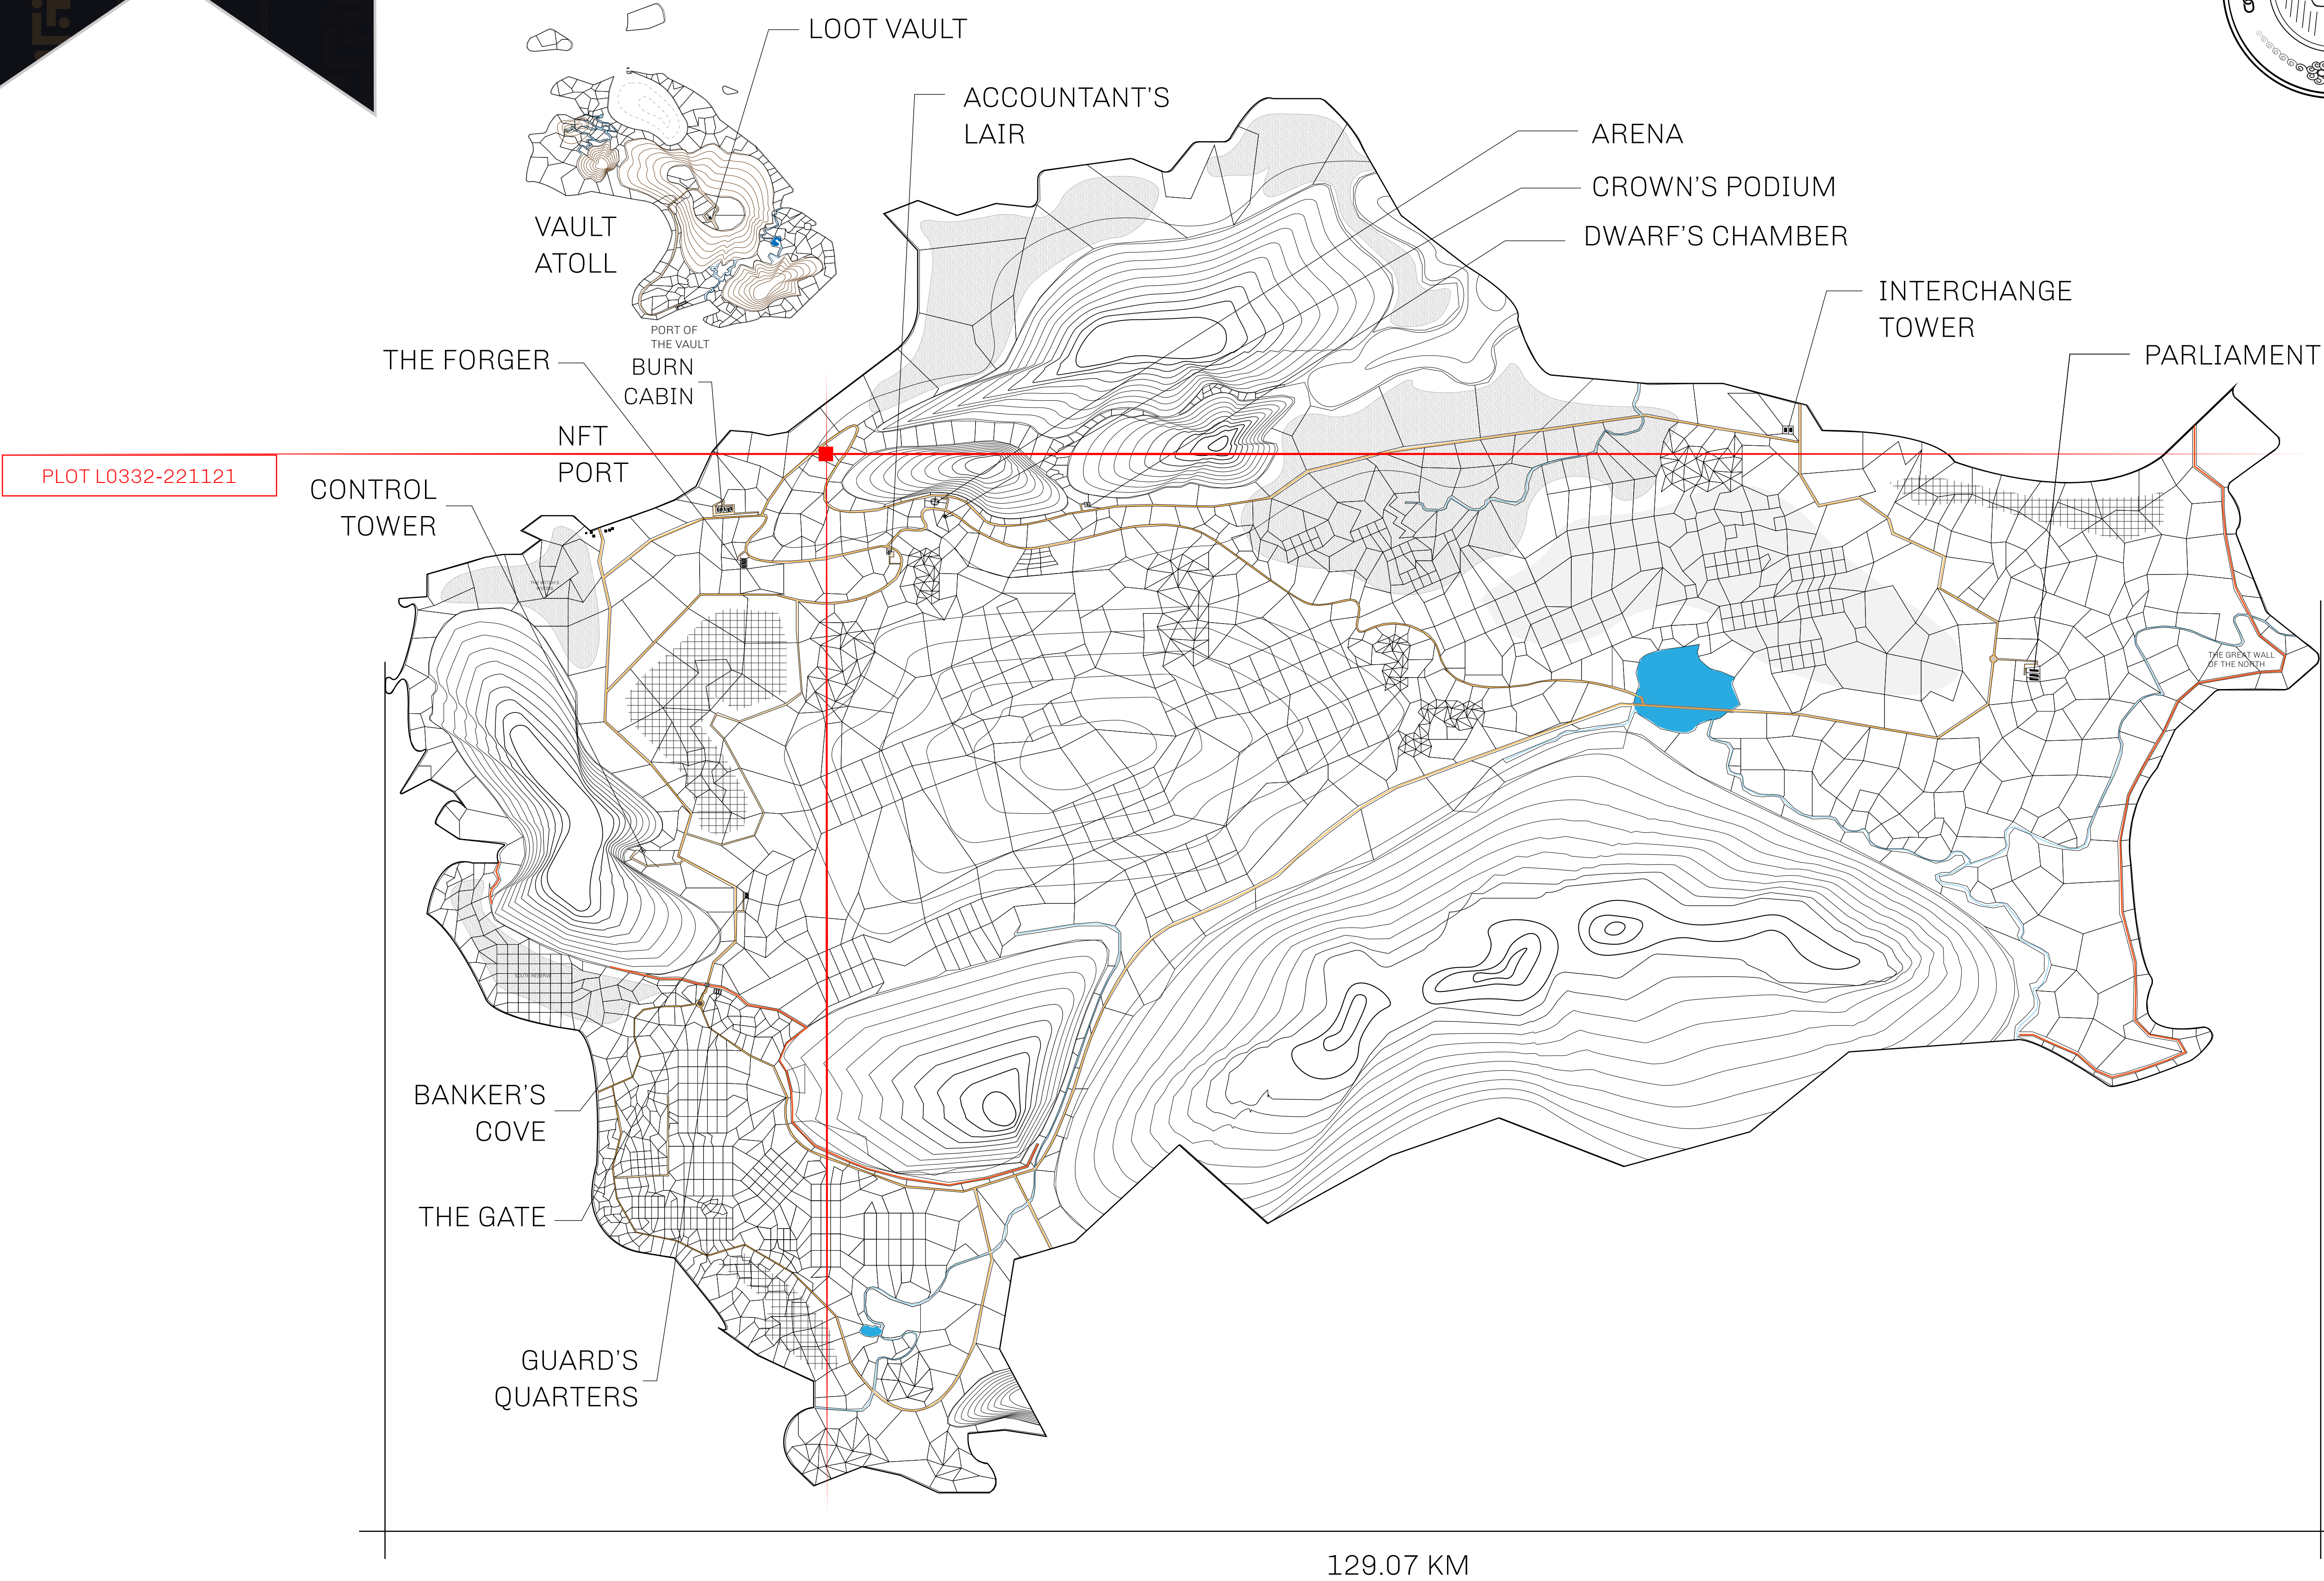 LOOT VAULT
ACCOUNTANT'S
LAIR
ARENA
CROWN'S PODIUM
DWARF'S CHAMBER
VAULT
ATOLL
INTERCHANGE
TOWER
PORT OF
THE VAULT
PARLIAMENT
THE FORGER
BURN
CABIN
NFT
PORT
PLOT L0332-221121
CONTROL
TOWER
THE GREAT WALL
OF THE NORTH
SOUTH RESERVE
BANKER'S
COVE
THE GATE
GUARD'S
QUARTERS
129.07 KM